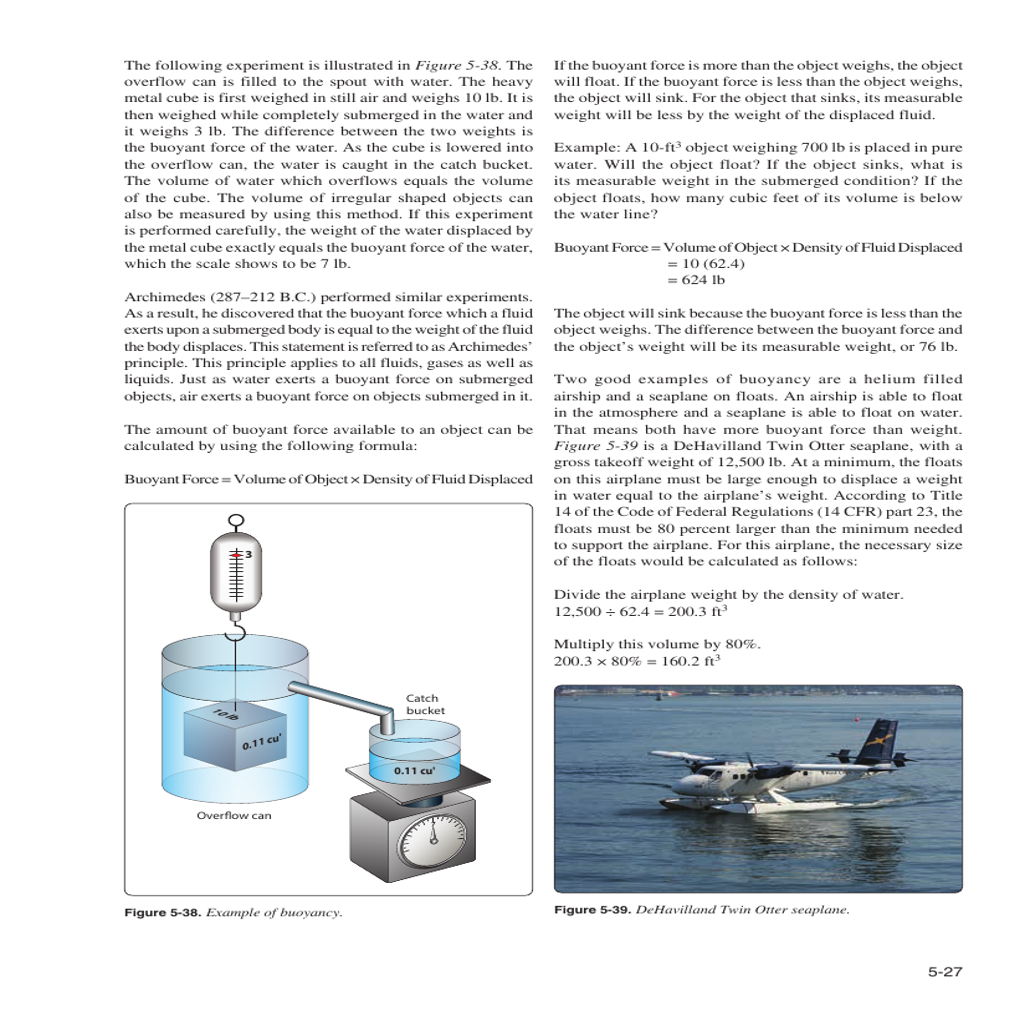 The following experiment is illustrated in Figure 5-38. The
overflow can is filled to the spout with water. The heavy
metal cube is first weighed in still air and weighs 10 lb. It is
then weighed while completely submerged in the water and
it weighs 3 lb. The difference between the two weights is
the buoyant force of the water. As the cube is lowered into
the overflow can, the water is caught in the catch bucket.
The volume of water which overflows equals the volume
of the cube. The volume of irregular shaped objects can
also be measured by using this method. If this experiment
is performed carefully, the weight of the water displaced by
the metal cube exactly equals the buoyant force of the water,
which the scale shows to be 7 lb.
Archimedes (287–212 B.C.) performed similar experiments.
As a result, he discovered that the buoyant force which a fluid
exerts upon a submerged body is equal to the weight of the fluid
the body displaces. This statement is referred to as Archimedes’
principle. This principle applies to all fluids, gases as well as
liquids. Just as water exerts a buoyant force on submerged
objects, air exerts a buoyant force on objects submerged in it.
The amount of buoyant force available to an object can be
calculated by using the following formula:
Buoyant Force = Volume of Object × Density of Fluid Displaced
3
10 lb
0.11 cu'
Catch
bucket
0.11 cu'
Overflow can
Figure 5-38. Example of buoyancy.
If the buoyant force is more than the object weighs, the object
will float. If the buoyant force is less than the object weighs,
the object will sink. For the object that sinks, its measurable
weight will be less by the weight of the displaced fluid.
Example: A 10-ft³ object weighing 700 lb is placed in pure
water. Will the object float? If the object sinks, what is
its measurable weight in the submerged condition? If the
object floats, how many cubic feet of its volume is below
the water line?
Buoyant Force = Volume of Object × Density of Fluid Displaced
= 10 (62.4)
= 624 lb
The object will sink because the buoyant force is less than the
object weighs. The difference between the buoyant force and
the object’s weight will be its measurable weight, or 76 lb.
Two good examples of buoyancy are a helium filled
airship and a seaplane on floats. An airship is able to float
in the atmosphere and a seaplane is able to float on water.
That means both have more buoyant force than weight.
Figure 5-39 is a DeHavilland Twin Otter seaplane, with a
gross takeoff weight of 12,500 lb. At a minimum, the floats
on this airplane must be large enough to displace a weight
in water equal to the airplane’s weight. According to Title
14 of the Code of Federal Regulations (14 CFR) part 23, the
floats must be 80 percent larger than the minimum needed
to support the airplane. For this airplane, the necessary size
of the floats would be calculated as follows:
Divide the airplane weight by the density of water.
12,500 ÷ 62.4 = 200.3 ft³
Multiply this volume by 80%.
200.3 × 80% = 160.2 ft³
Figure 5-39. DeHavilland Twin Otter seaplane.
5-27